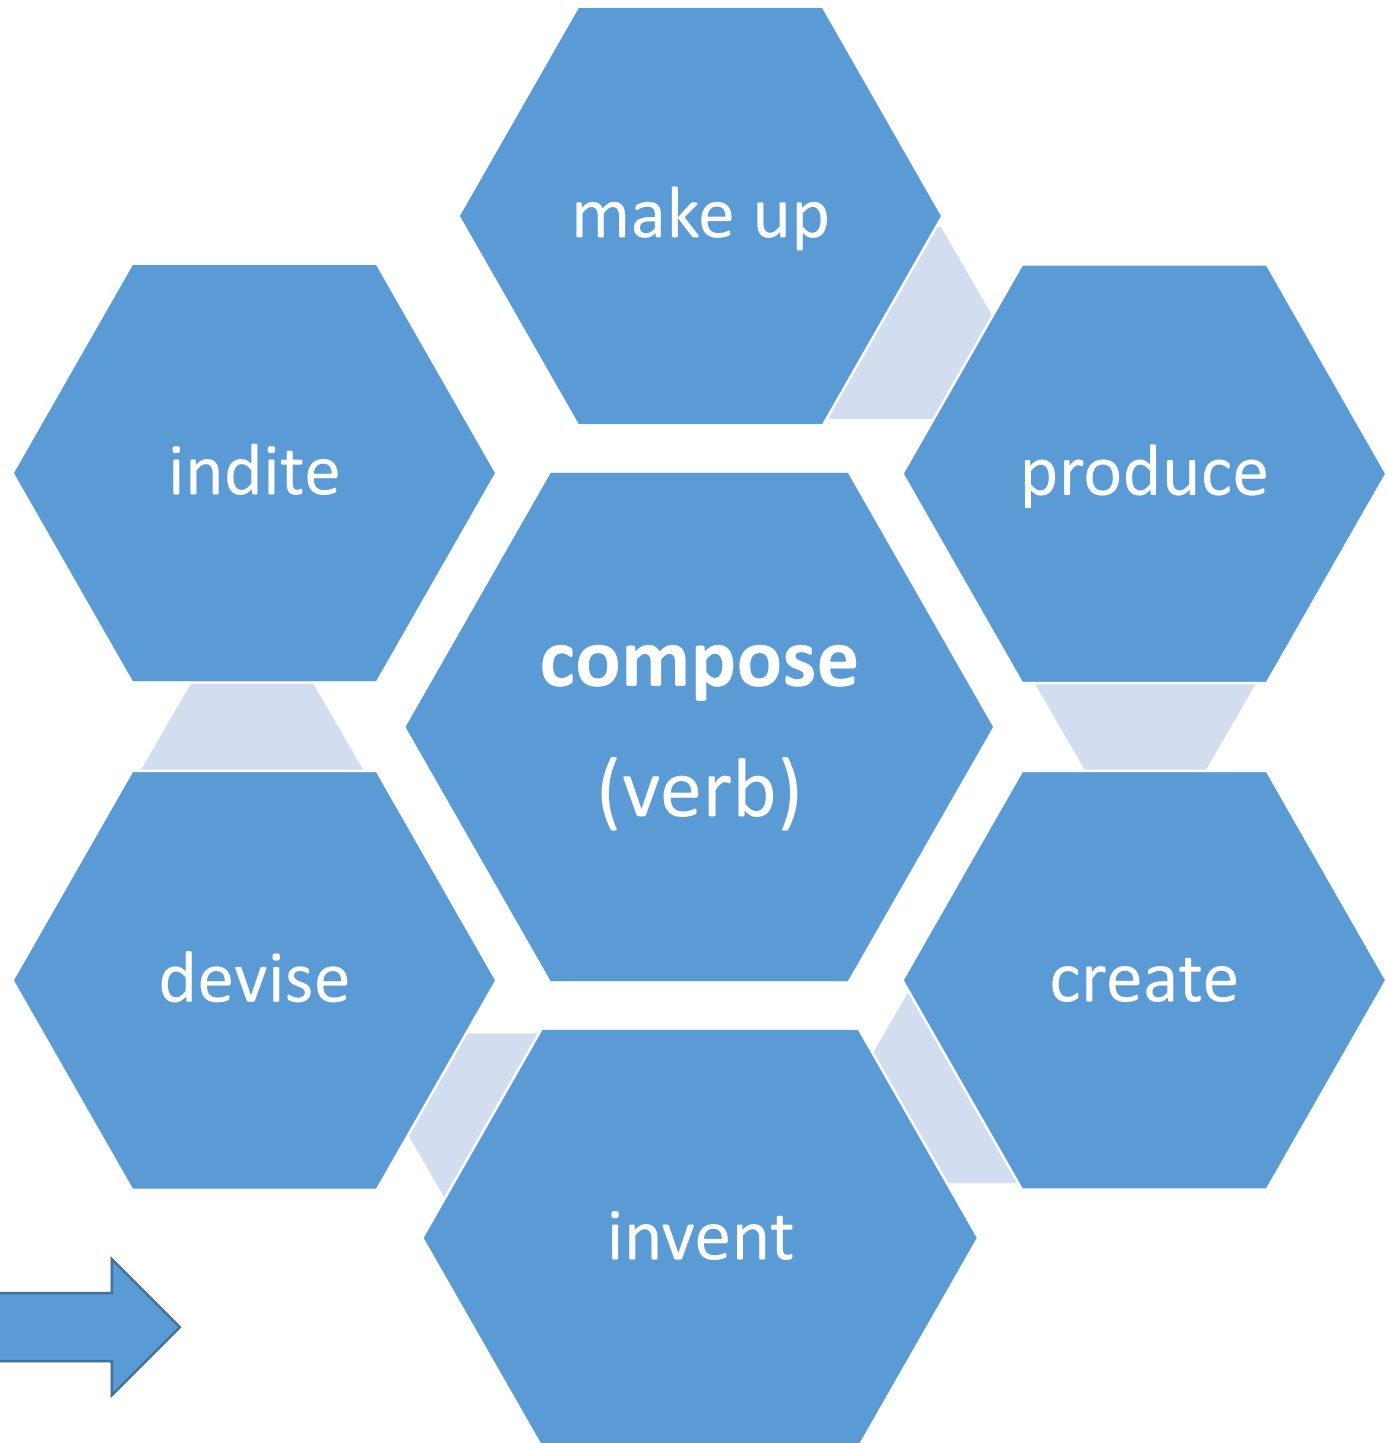 make up
indite
produce
compose
(verb)
devise
create
invent